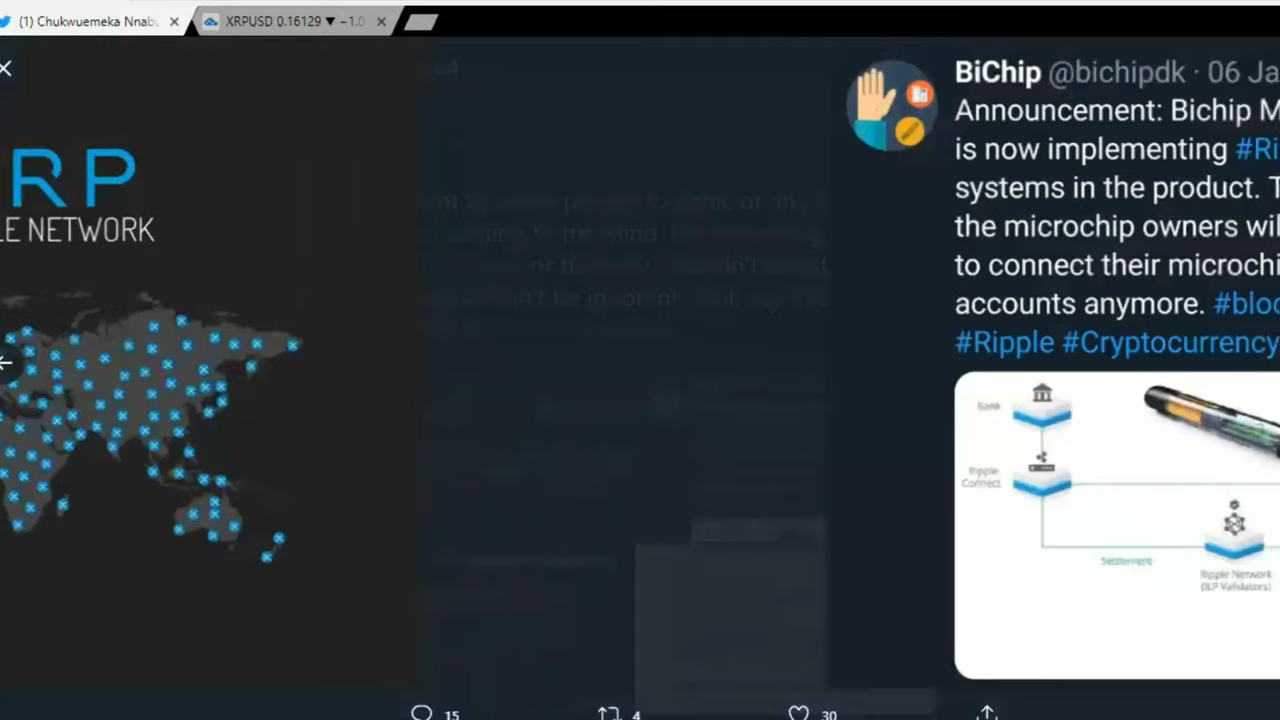 (1) Chukwuemeka Nnabu
XRPUSD 0.16129 ▼ −1.0
RP
LE NETWORK
BiChip @bichipdk · 06 Ja
Announcement: Bichip M
is now implementing #Ri
systems in the product. T
the microchip owners wil
to connect their microchi
accounts anymore. #bloc
#Ripple #Cryptocurrency
Bank
Ripple
Connect
Settlement
Ripple Network
(ILP Validators)
15
4
30